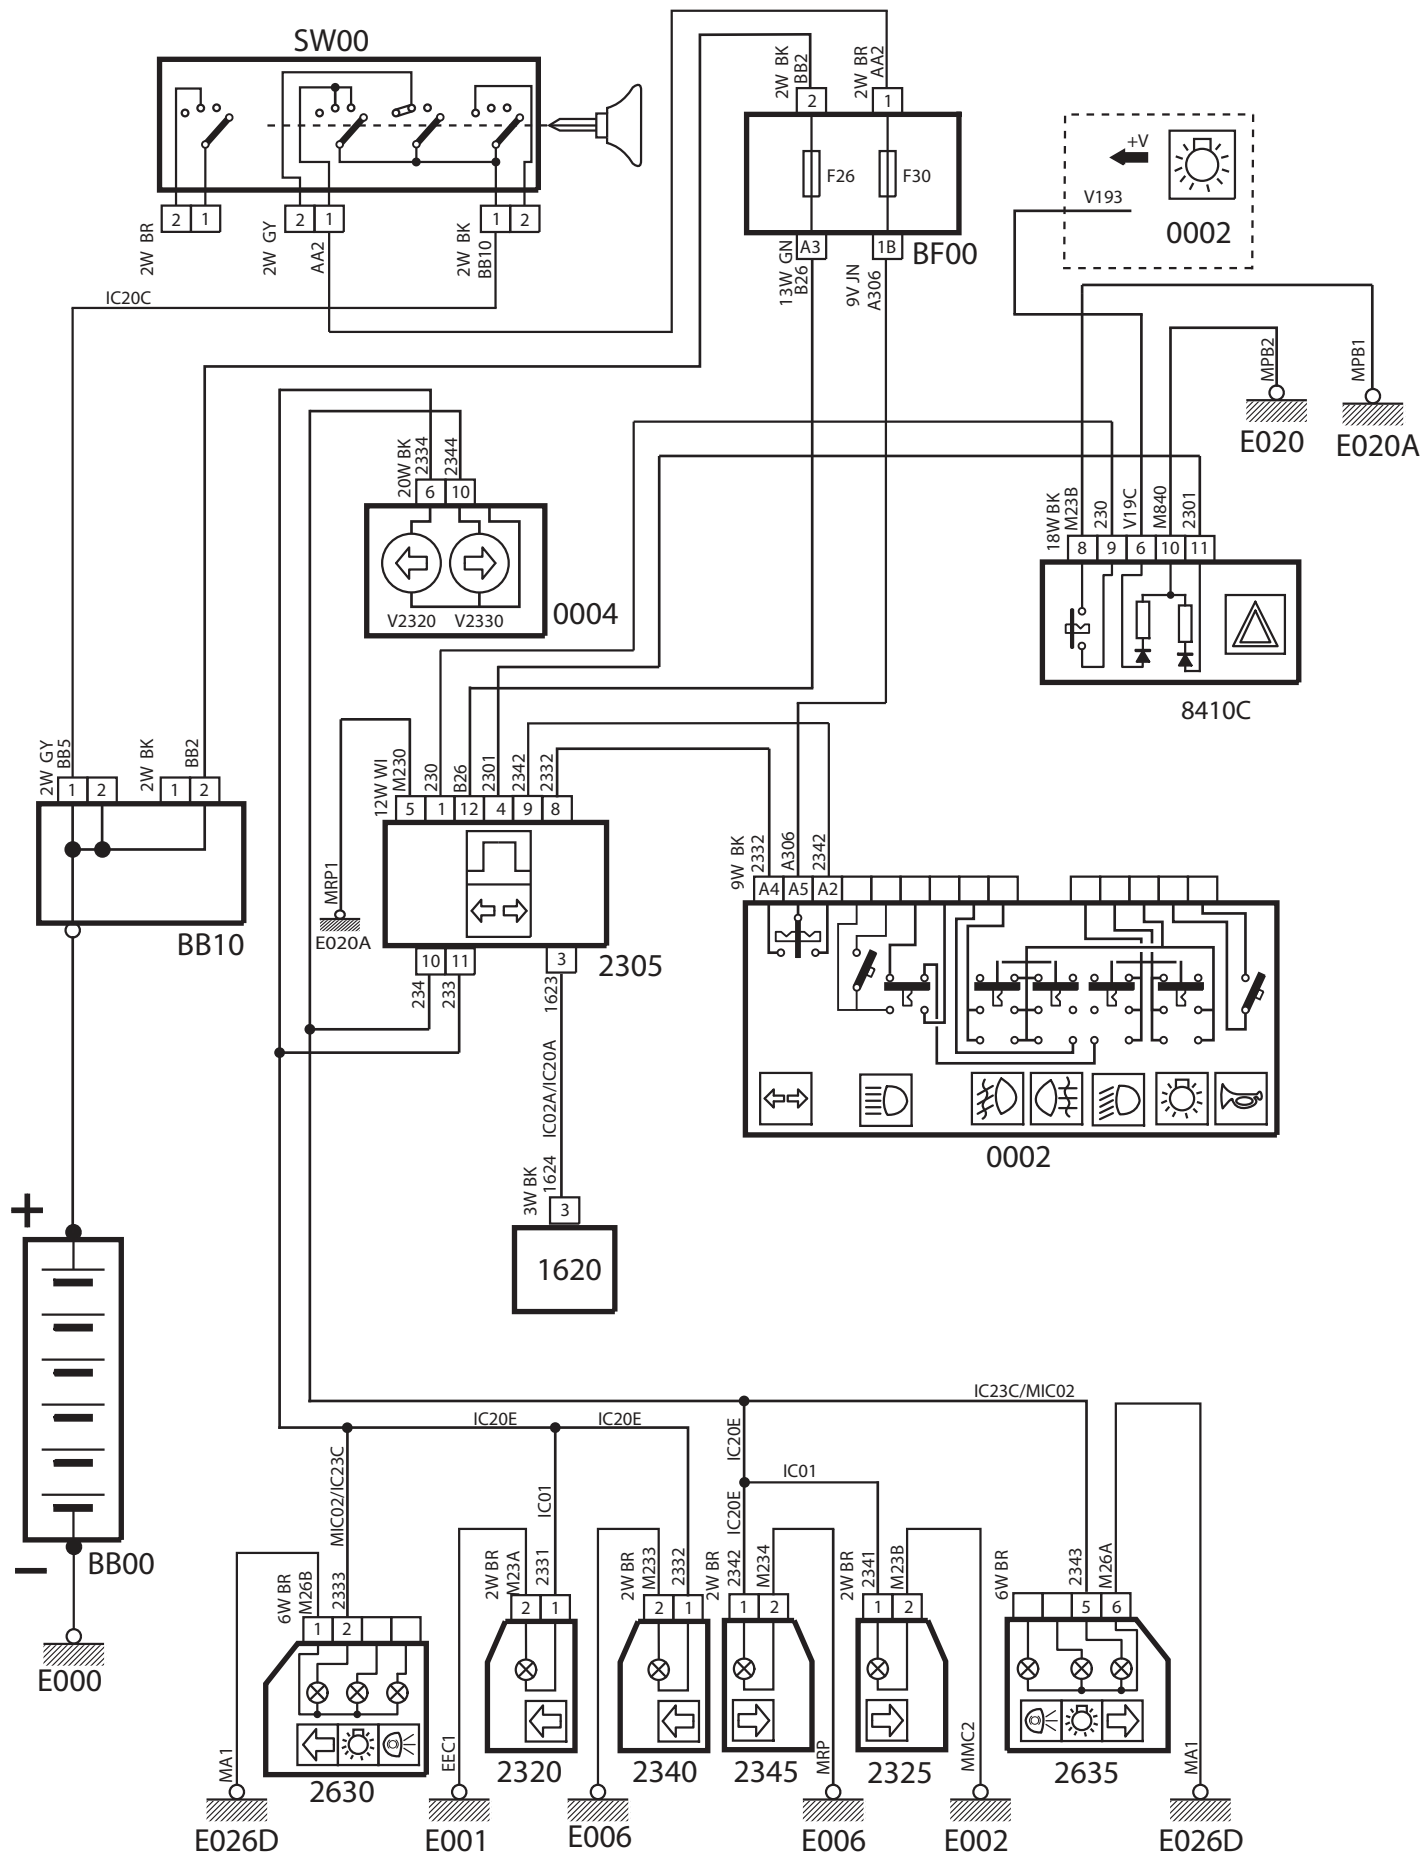 SW00
2 1 2 1 1 2
2W BR
2W GY
AA2
2W BK
BB10
IC20C
2W BK
BB2
2W BR
AA2
2 1
F26 F30
A3 1B
BF00
13W GN
B26
9V JN
A306
+V
V193
0002
MPB2
MPB1
E020
E020A
20W BK
2334
2344
6 10
V2320 V2330
0004
18W BK
M23B
230
V19C
M840
2301
8 9 6 10 11
8410C
2W GY
BB5
2W BK
BB2
1 2 1 2
BB10
12W WI
M230
230
B26
2301
2342
2332
5 1 12 4 9 8
MRP1
E020A
2305
10 11 3
234
233
1623
IC02A/IC20A
3W BK
1624
3
1620
9W BK
2332
A306
2342
A4 A5 A2
0002
+
−
BB00
E000
IC23C/MIC02
IC20E IC20E
IC20E
IC01
MIC02/IC23C
IC01
IC20E
6W BR
M26B
2333
1 2
MA1
2630
E026D
2W BR
M23A
2331
2 1
EEC1
2320
E001
2W BR
M233
2332
2 1
2340
E006
2W BR
2342
M234
1 2
MRP
2345
E006
2W BR
2341
M23B
1 2
MMC2
2325
E002
6W BR
2343
M26A
5 6
MA1
2635
E026D